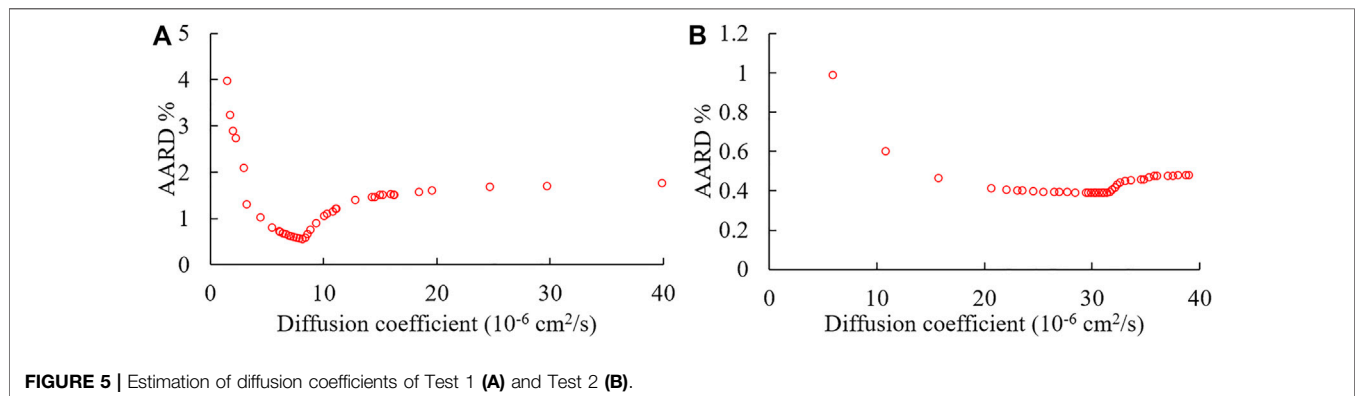 A
5
4
3
2
1
0
AARD %
0 10 20 30 40
Diffusion coefficient (10-6 cm2/s)
B
1.2
1
0.8
0.6
0.4
0.2
0
AARD %
0 10 20 30 40
Diffusion coefficient (10-6 cm2/s)
FIGURE 5 | Estimation of diffusion coefficients of Test 1 (A) and Test 2 (B).